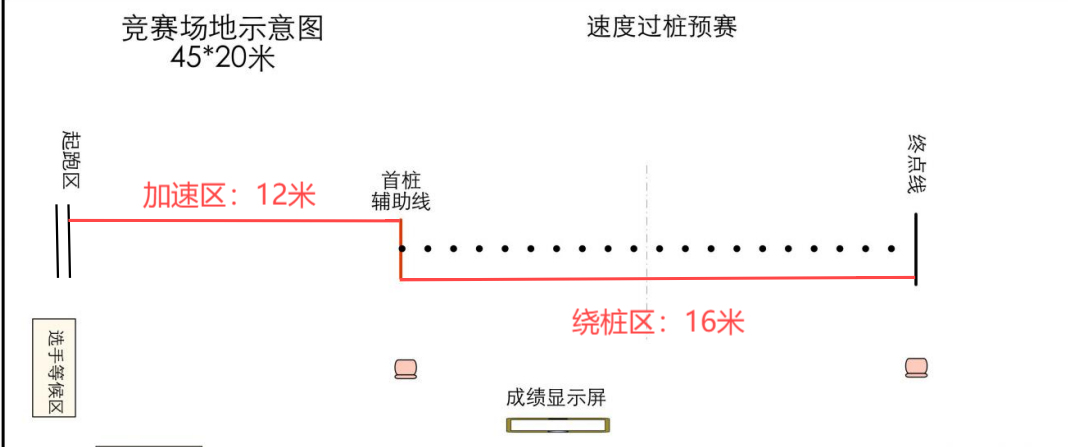 竞赛场地示意图
45*20米
速度过桩预赛
起跑区
加速区：12米
首桩
辅助线
终点线
绕桩区：16米
选手等候区
成绩显示屏